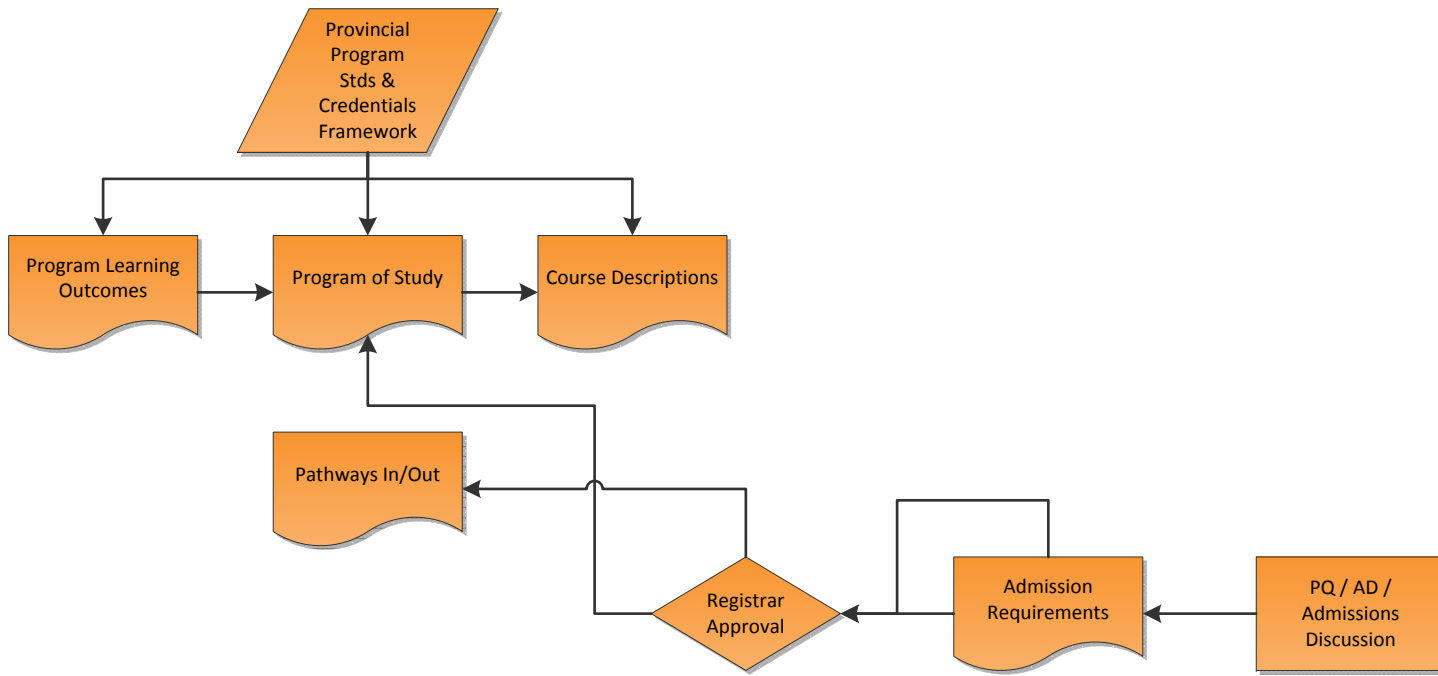 Provincial
Program
Stds &
Credentials
Framework
Program Learning
Outcomes
Program of Study
Course Descriptions
Pathways In/Out
Registrar
Approval
Admission
Requirements
PQ / AD /
Admissions
Discussion